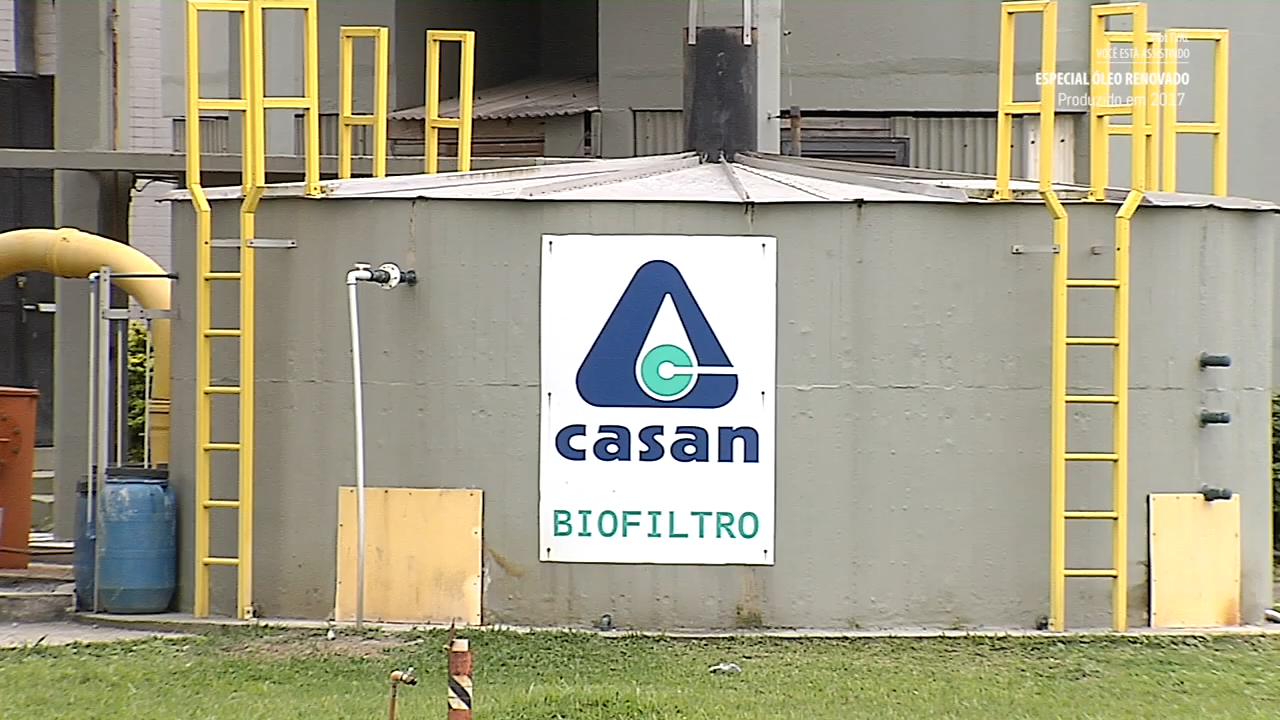 VOCÊ ESTÁ ASSISTINDO
ESPECIAL ÓLEO RENOVADO
Produzido em 2017
casan
BIOFILTRO